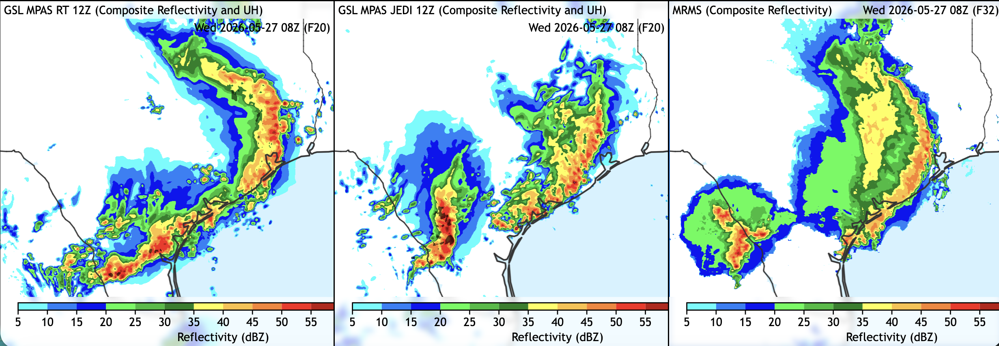 GSL MPAS RT 12Z (Composite Reflectivity and UH)
Wed 2026-05-27 08Z (F20)
5 10 15 20 25 30 35 40 45 50 55
Reflectivity (dBZ)
GSL MPAS JEDI 12Z (Composite Reflectivity and UH)
Wed 2026-05-27 08Z (F20)
5 10 15 20 25 30 35 40 45 50 55
Reflectivity (dBZ)
MRMS (Composite Reflectivity) Wed 2026-05-27 08Z (F32)
5 10 15 20 25 30 35 40 45 50 55
Reflectivity (dBZ)